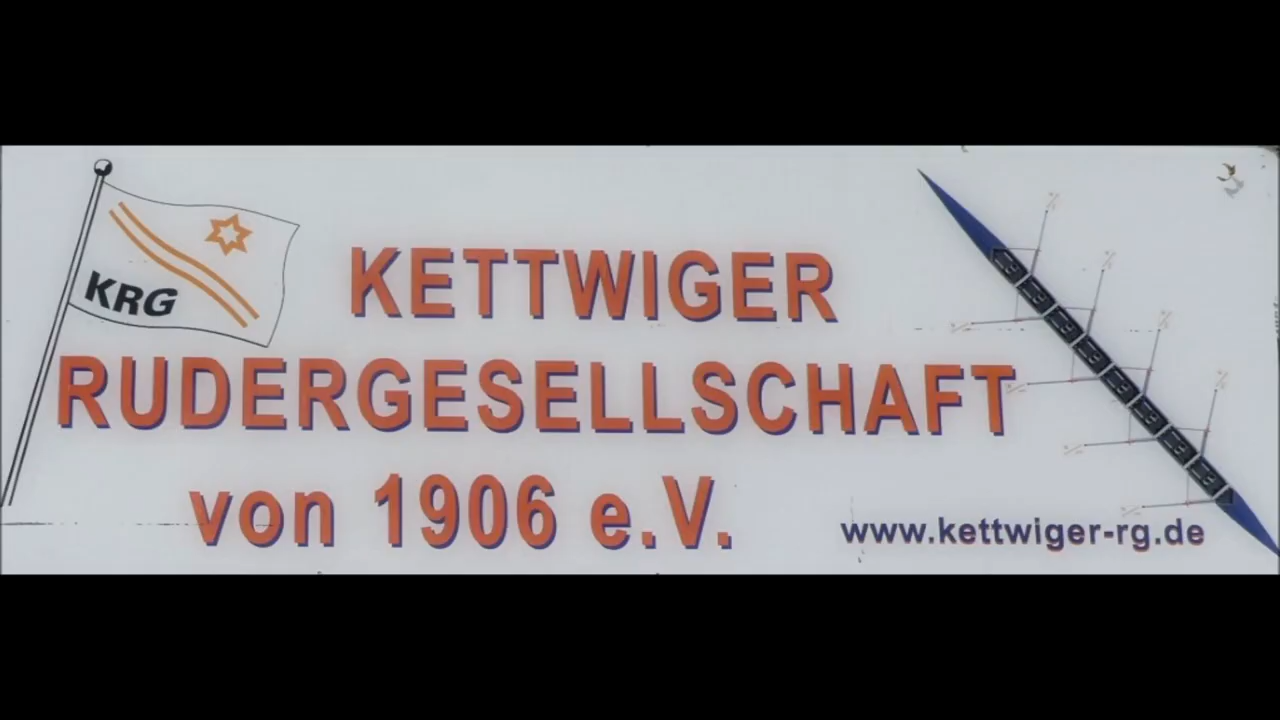 KRG
KETTWIGER
RUDERGESELLSCHAFT
von 1906 e.V.
www.kettwiger-rg.de